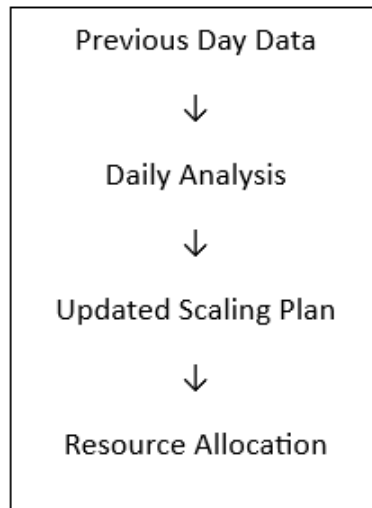 Previous Day Data
↓
Daily Analysis
↓
Updated Scaling Plan
↓
Resource Allocation